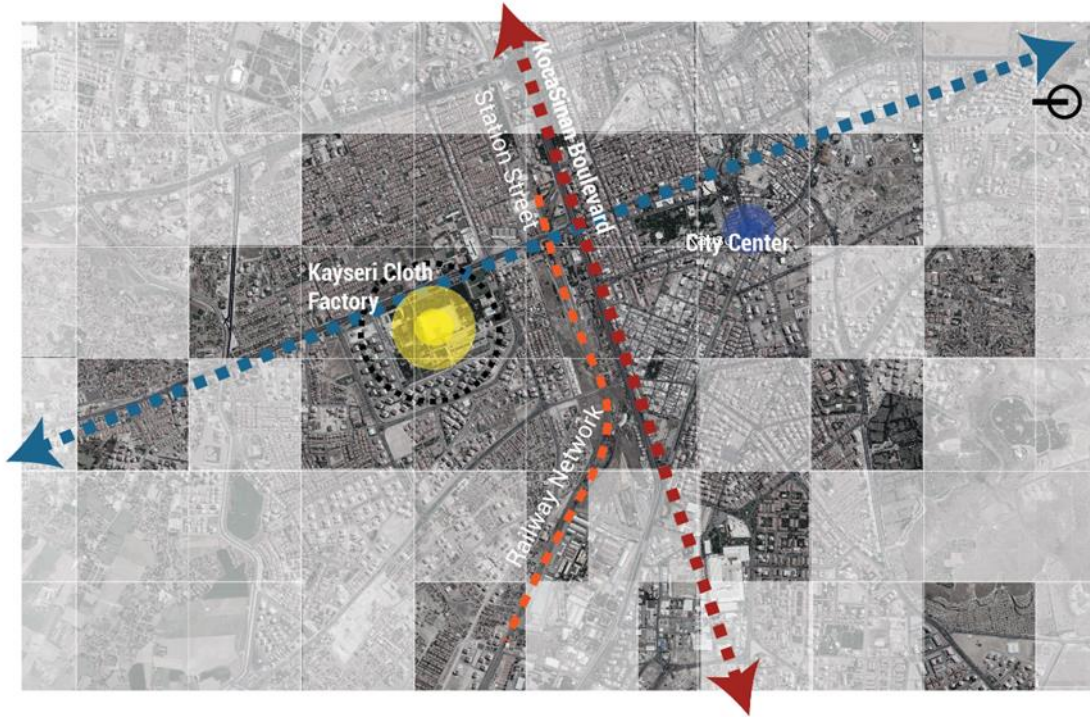 KocaSinan Boulevard
Station Street
City Center
Kayseri Cloth
Factory
Railway Network